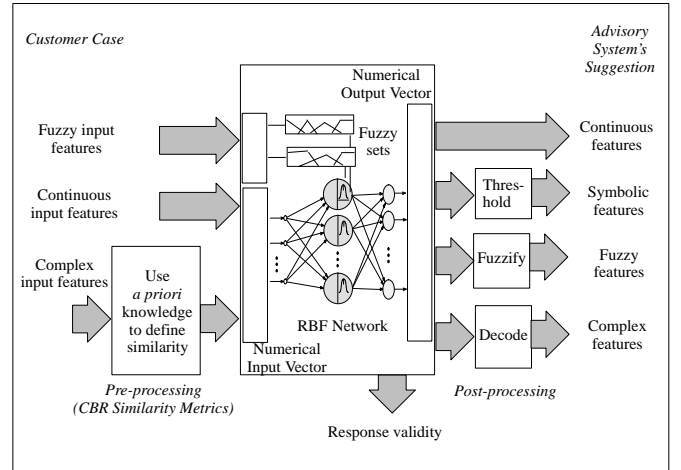 Customer Case
Advisory
System's
Suggestion
Numerical
Output Vector
Fuzzy input
features
Fuzzy
sets
Continuous
features
Continuous
input features
Thres-
hold
Symbolic
features
Complex
input features
Use
a priori
knowledge
to define
similarity
Fuzzify
Fuzzy
features
RBF Network
Decode
Complex
features
Numerical
Input Vector
Pre-processing
(CBR Similarity Metrics)
Post-processing
Response validity